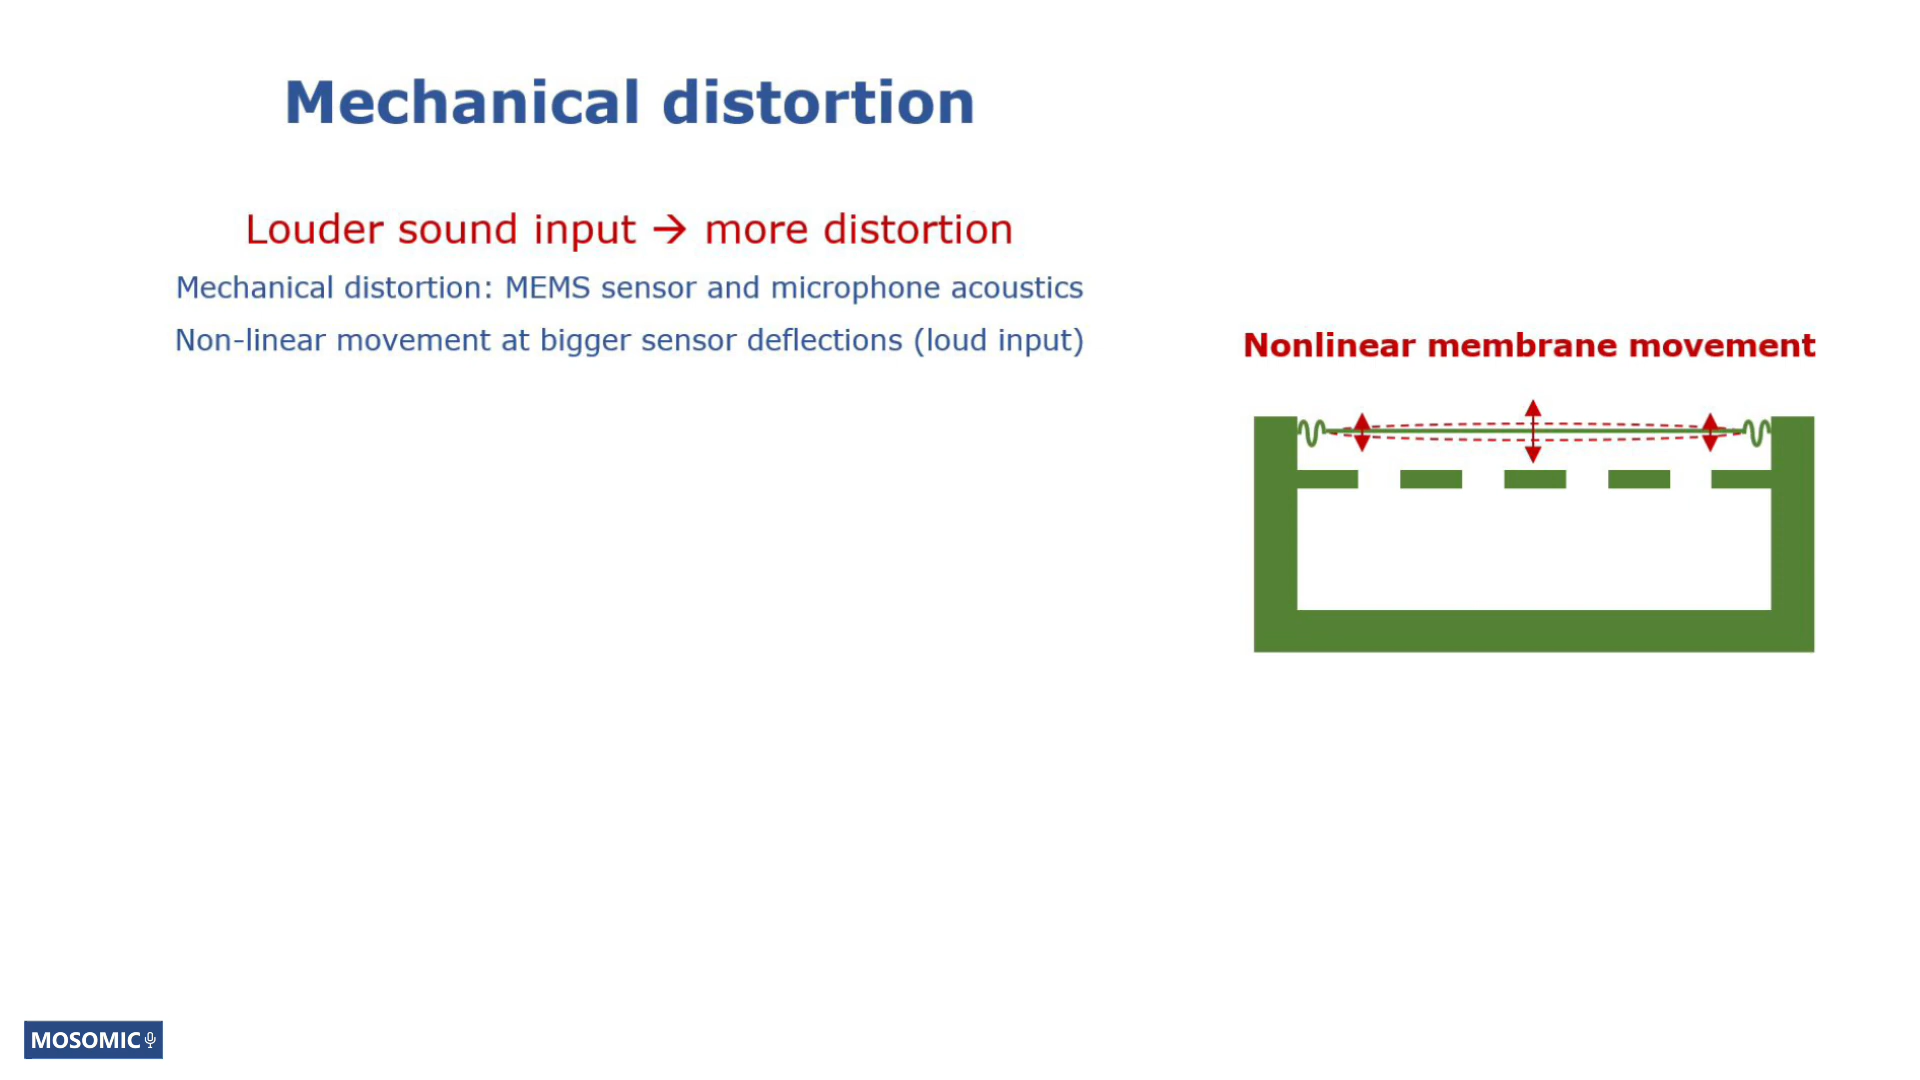 Mechanical distortion
Louder sound input → more distortion
Mechanical distortion: MEMS sensor and microphone acoustics
Non-linear movement at bigger sensor deflections (loud input)
Nonlinear membrane movement
MOSOMIC